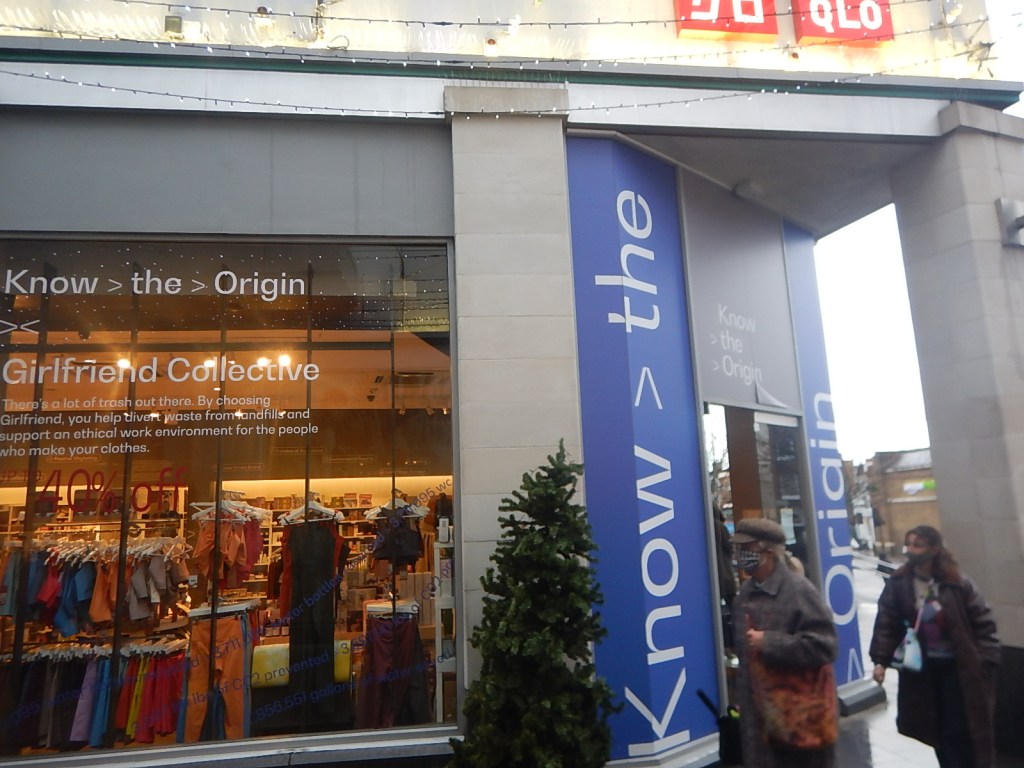 QLO
Know > the > Origin
><
Girlfriend Collective
There's a lot of trash out there. By choosing
Girlfriend, you help divert waste from landfills and
support an ethical work environment for the people
who make your clothes.
40% off
Know > the
> Origin
Know
> the
> Origin
prevented